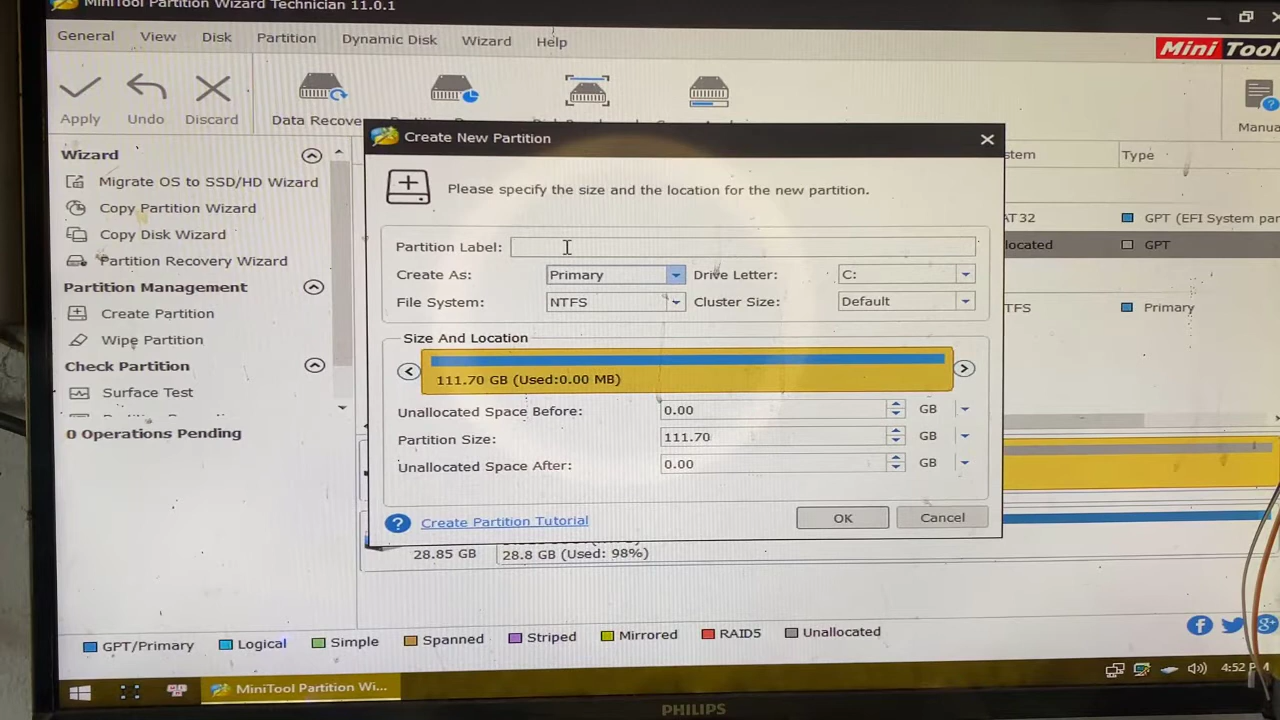 MiniTool Partition Wizard Technician 11.0.1
General View Disk Partition Dynamic Disk Wizard Help
Mini Tool
Apply Undo Discard Data Recove
Manua
Create New Partition
Wizard
Migrate OS to SSD/HD Wizard
Copy Partition Wizard
Copy Disk Wizard
Partition Recovery Wizard
Partition Management
Create Partition
Wipe Partition
Check Partition
Surface Test
0 Operations Pending
Please specify the size and the location for the new partition.
Partition Label:
Create As: Primary Drive Letter: C:
File System: NTFS Cluster Size: Default
Size And Location
111.70 GB (Used:0.00 MB)
Unallocated Space Before: 0.00 GB
Partition Size: 111.70 GB
Unallocated Space After: 0.00 GB
Create Partition Tutorial OK Cancel
stem Type
AT32 GPT (EFI System par
located GPT
TFS Primary
28.85 GB 28.8 GB (Used: 98%)
GPT/Primary Logical Simple Spanned Striped Mirrored RAID5 Unallocated
MiniTool Partition Wi... 4:52 PM
PHILIPS